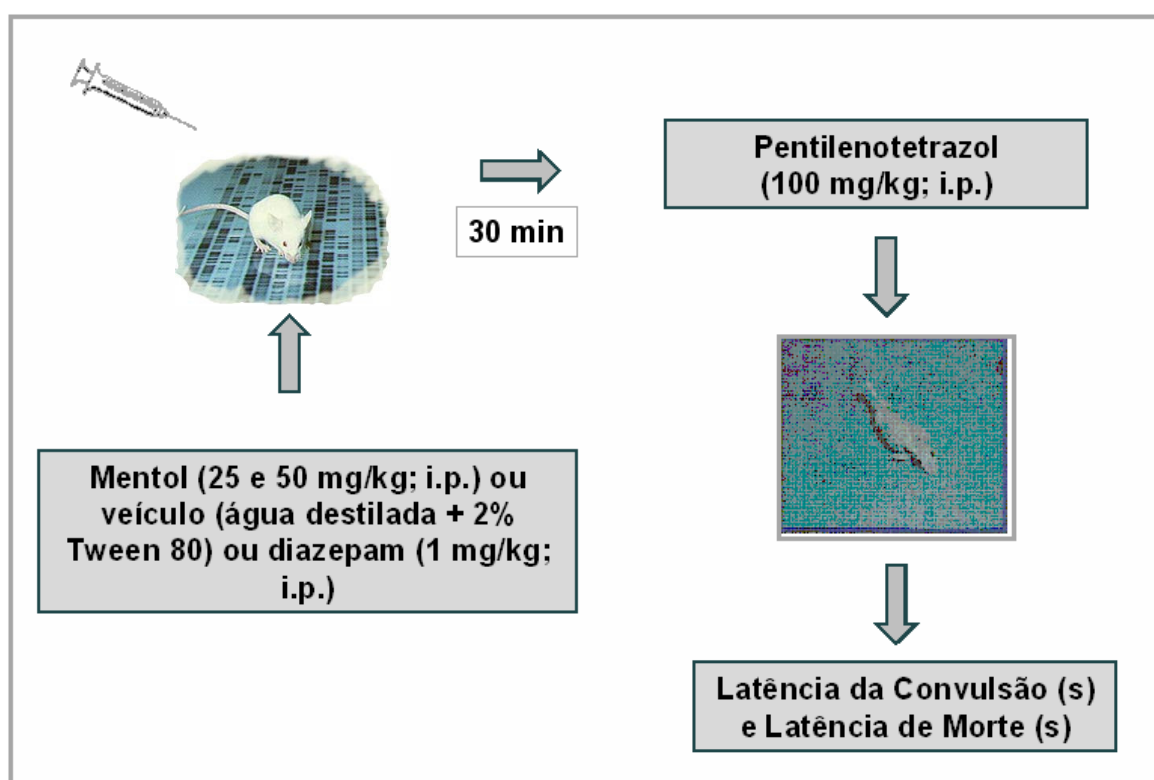 Mentol (25 e 50 mg/kg; i.p.) ou
veículo (água destilada + 2%
Tween 80) ou diazepam (1 mg/kg;
i.p.)
30 min
Pentilenotetrazol
(100 mg/kg; i.p.)
Latência da Convulsão (s)
e Latência de Morte (s)